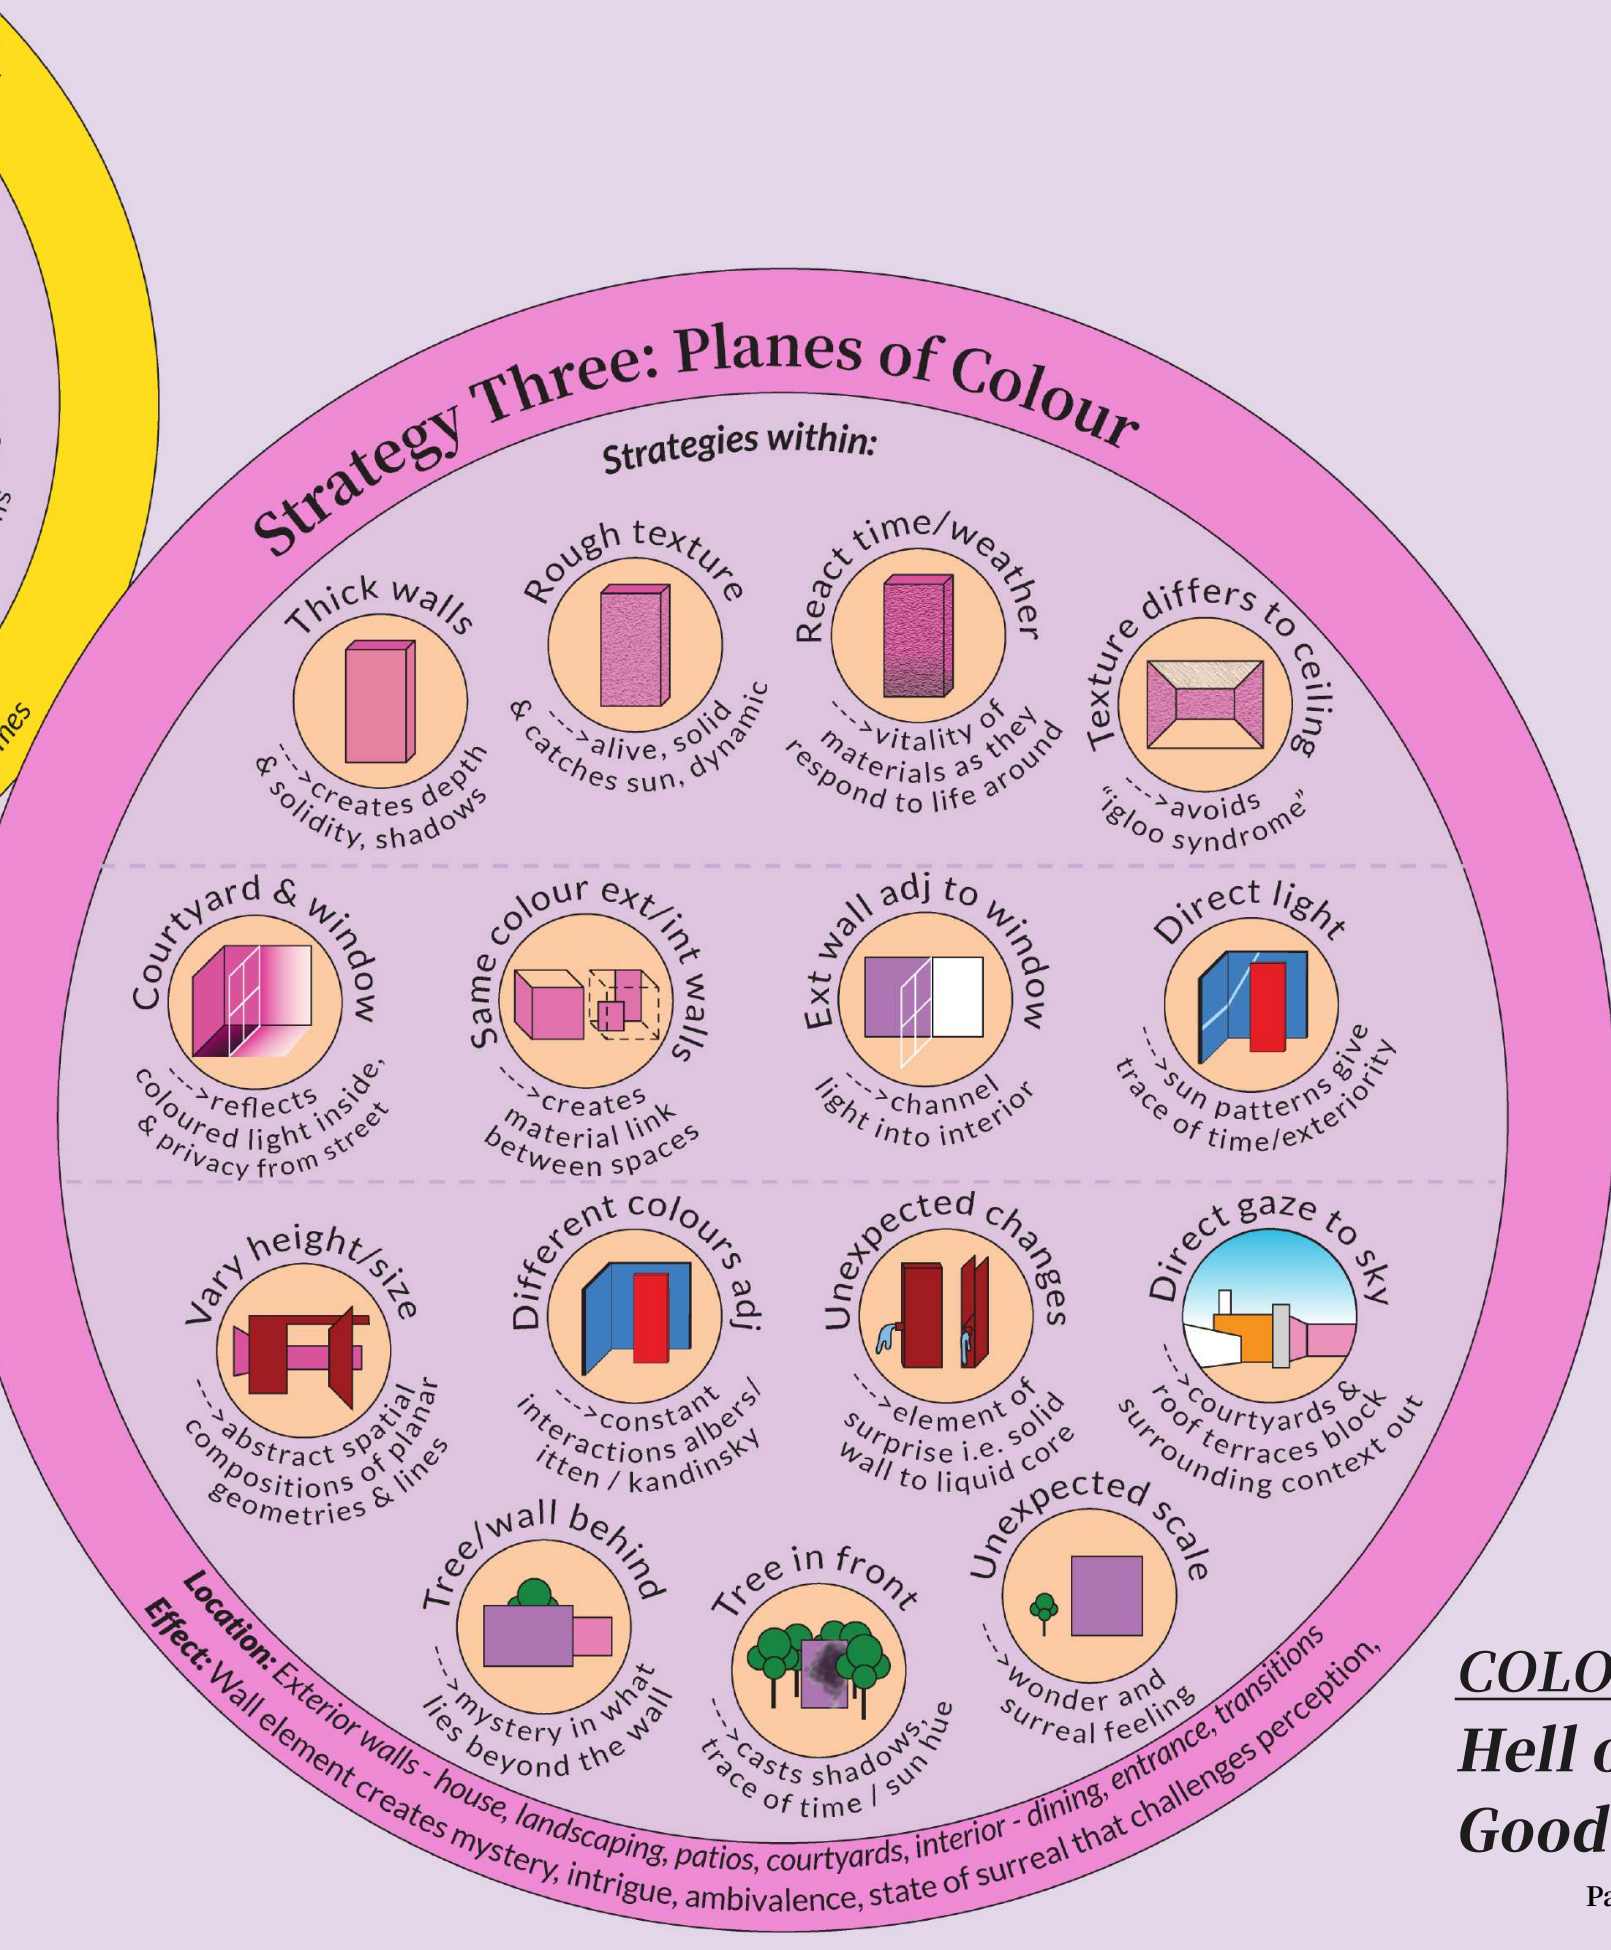 Strategy Three: Planes of Colour
Strategies within:
Thick walls
--->creates depth
& solidity, shadows
Rough texture
--->alive, solid
& catches sun, dynamic
React time/weather
--->vitality of
materials as they
respond to life around
Texture differs to ceiling
--->avoids
“igloo syndrome”
Courtyard & window
--->reflects
coloured light inside,
& privacy from street
Same colour ext/int walls
--->creates
material link
between spaces
Ext wall adj to window
--->channel
light into interior
Direct light
--->sun patterns give
trace of time/exteriority
Vary height/size
--->abstract spatial
compositions of planar
geometries & lines
Different colours adj
--->constant
interactions albers/
itten / kandinsky
Unexpected changes
--->element of
surprise i.e. solid
wall to liquid core
Direct gaze to sky
--->courtyards &
roof terraces block
surrounding context out
Tree/wall behind
--->mystery in what
lies beyond the wall
Tree in front
--->casts shadows,
trace of time / sun hue
Unexpected scale
--->wonder and
surreal feeling
Location: Exterior walls - house, landscaping, patios, courtyards, interior - dining, entrance, transitions
Effect: Wall element creates mystery, intrigue, ambivalence, state of surreal that challenges perception,
COLO
Hell o
Good
Pa